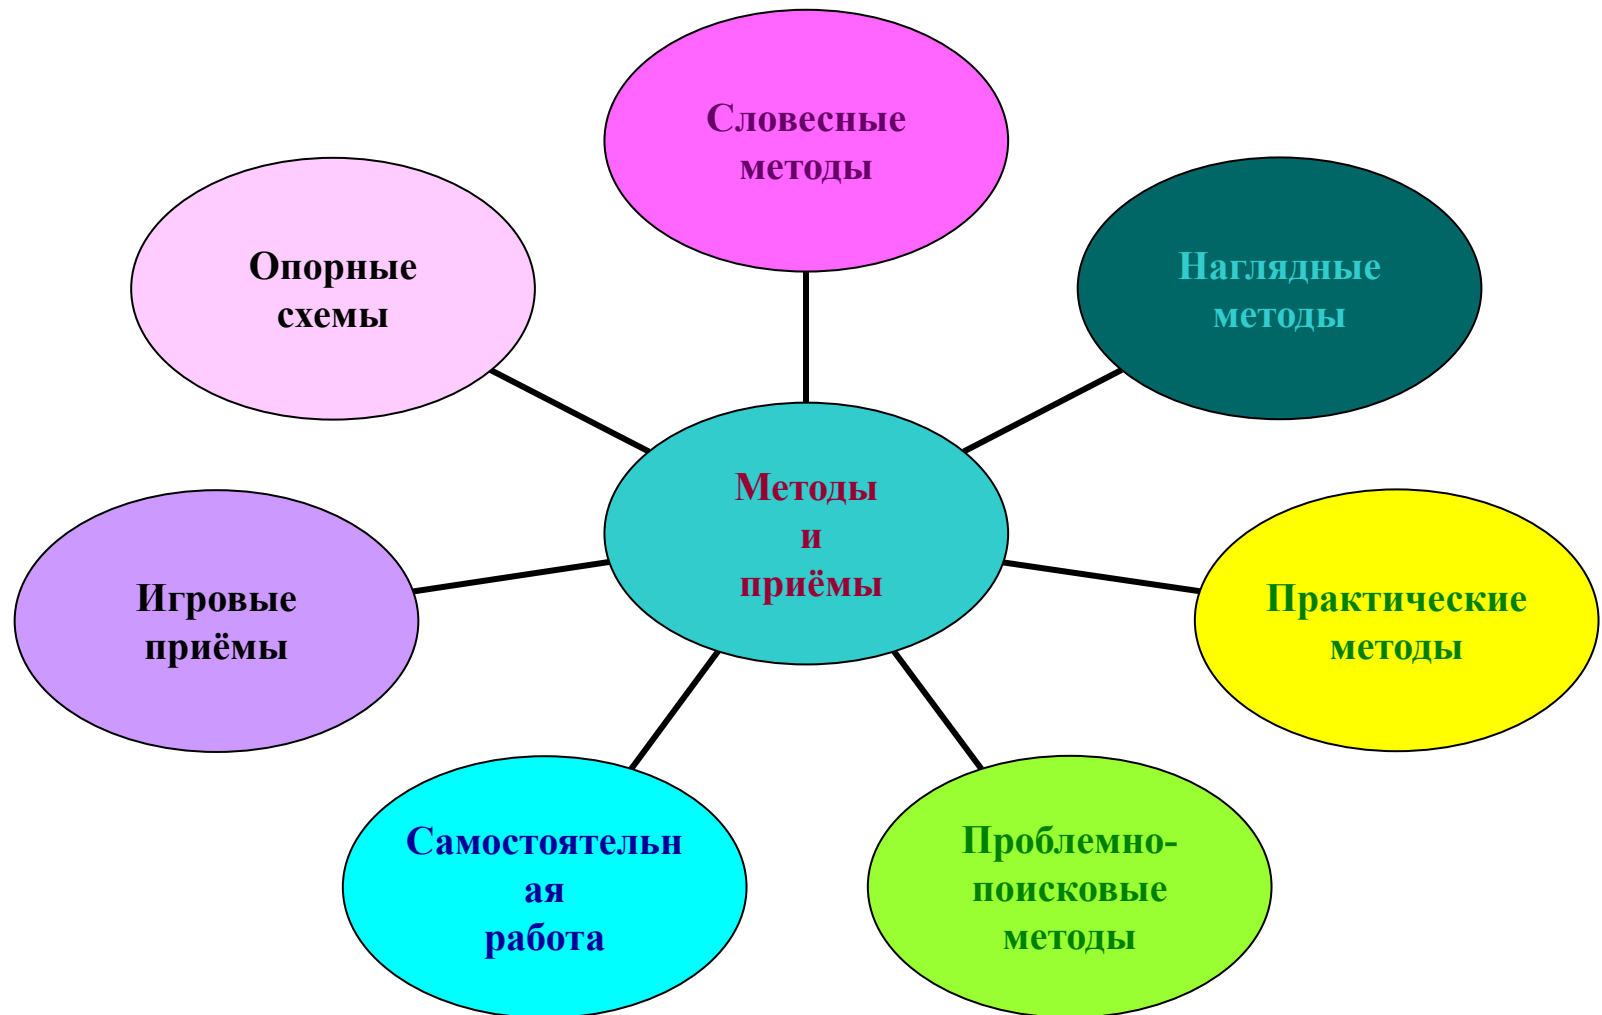 Словесные
методы
Наглядные
методы
Практические
методы
Проблемно-
поисковые
методы
Самостоятельн
ая
работа
Игровые
приёмы
Опорные
схемы
Методы
и
приёмы